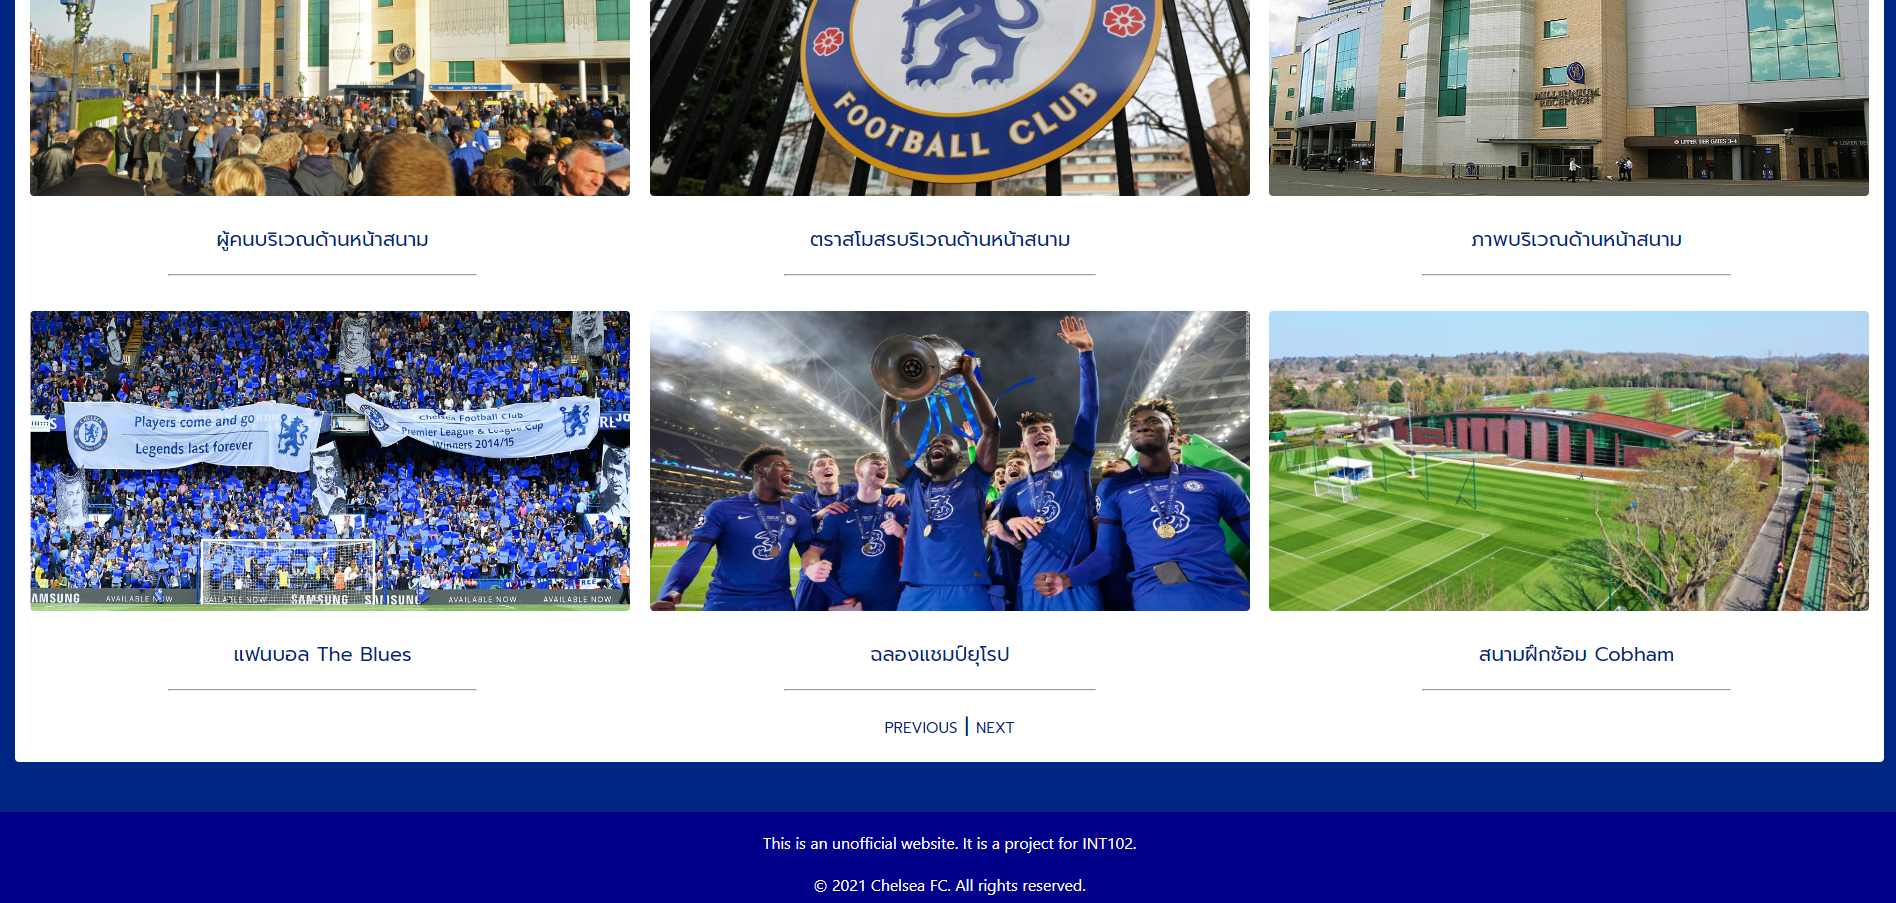 FOOTBALL CLUB
MILLENNIUM
RECEPTION
UPPER TIER GATES 3-4
ผู้คนบริเวณด้านหน้าสนาม
ตราสโมสรบริเวณด้านหน้าสนาม
ภาพบริเวณด้านหน้าสนาม
Players come and go
Legends last forever
Chelsea Football Club
Premier League & League Cup
Winners 2014/15
SAMSUNG
AVAILABLE NOW
AVAILABLE NOW
SAMSUNG
SAMSUNG
AVAILABLE NOW
AVAILABLE NOW
แฟนบอล The Blues
ฉลองแชมป์ยุโรป
สนามฝึกซ้อม Cobham
PREVIOUS | NEXT
This is an unofficial website. It is a project for INT102.
© 2021 Chelsea FC. All rights reserved.